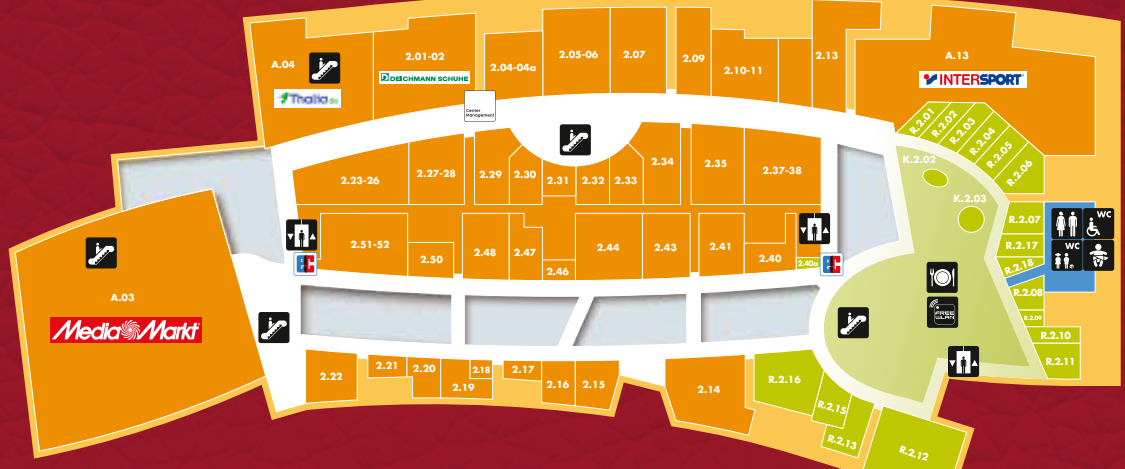 A.04
Thalia.de
2.01-02
DEICHMANN SCHUHE
2.04-04a
2.05-06
2.07
2.09
2.10-11
2.13
A.13
INTERSPORT
Center
Management
R.2.01
R.2.02
R.2.03
R.2.04
R.2.05
R.2.06
K.2.02
K.2.03
2.23-26
2.27-28
2.29
2.30
2.31
2.32
2.33
2.34
2.35
2.37-38
R.2.07
R.2.17
R.2.18
R.2.08
R.2.09
R.2.10
R.2.11
WC
WC
2.51-52
2.50
2.48
2.47
2.46
2.44
2.43
2.41
2.40
2.40a
EC
EC
FREE
WLAN
A.03
Media Markt
2.22
2.21
2.20
2.19
2.18
2.17
2.16
2.15
2.14
R.2.16
R.2.15
R.2.13
R.2.12